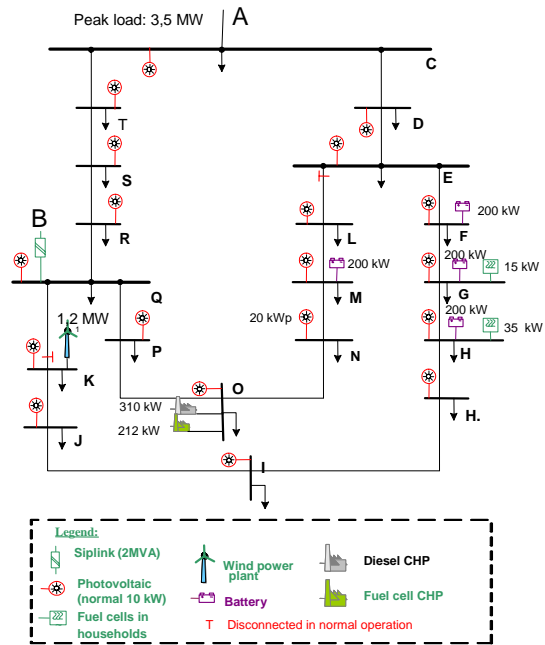 Peak load: 3,5 MW
A
C
T
D
S
E
R
L
F
200 kW
B
M
200 kW
G
200 kW
15 kW
Q
1,2 MW
1
P
20 kWp
N
H
200 kW
35 kW
K
O
310 kW
212 kW
H.
J
I
Legend:
Siplink (2MVA)
Photovoltaic
(normal 10 kW)
Fuel cells in
households
Wind power
plant
Battery
Diesel CHP
Fuel cell CHP
Disconnected in normal operation